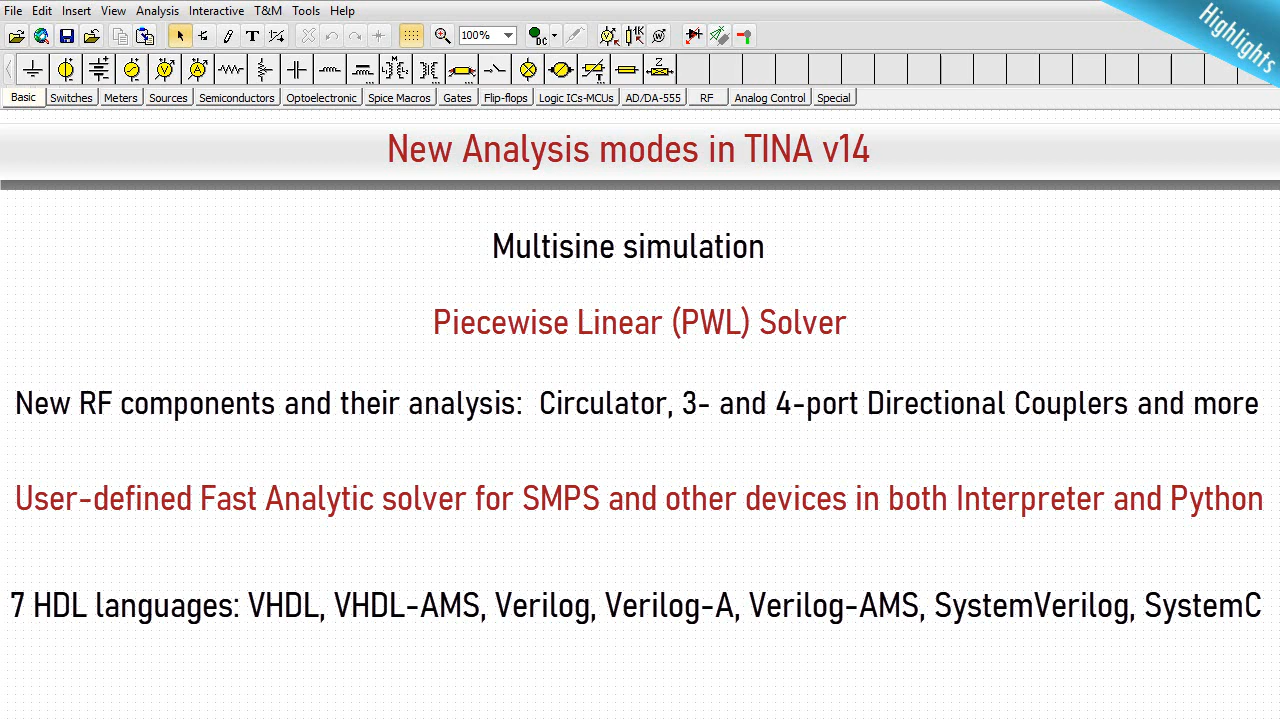 File Edit Insert View Analysis Interactive T&M Tools Help
Highlights
100%
DC
1K
M
Z
Basic Switches Meters Sources Semiconductors Optoelectronic Spice Macros Gates Flip-flops Logic ICs-MCUs AD/DA-555 RF Analog Control Special
New Analysis modes in TINA v14
Multisine simulation
Piecewise Linear (PWL) Solver
New RF components and their analysis: Circulator, 3- and 4-port Directional Couplers and more
User-defined Fast Analytic solver for SMPS and other devices in both Interpreter and Python
7 HDL languages: VHDL, VHDL-AMS, Verilog, Verilog-A, Verilog-AMS, SystemVerilog, SystemC